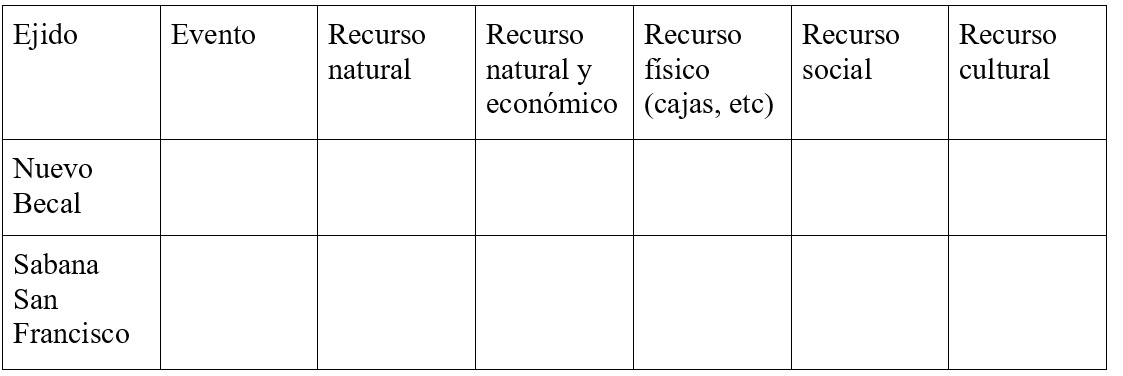 Ejido
Evento
Recurso
natural
Recurso
natural y
económico
Recurso
físico
(cajas, etc)
Recurso
social
Recurso
cultural
Nuevo
Becal
Sabana
San
Francisco